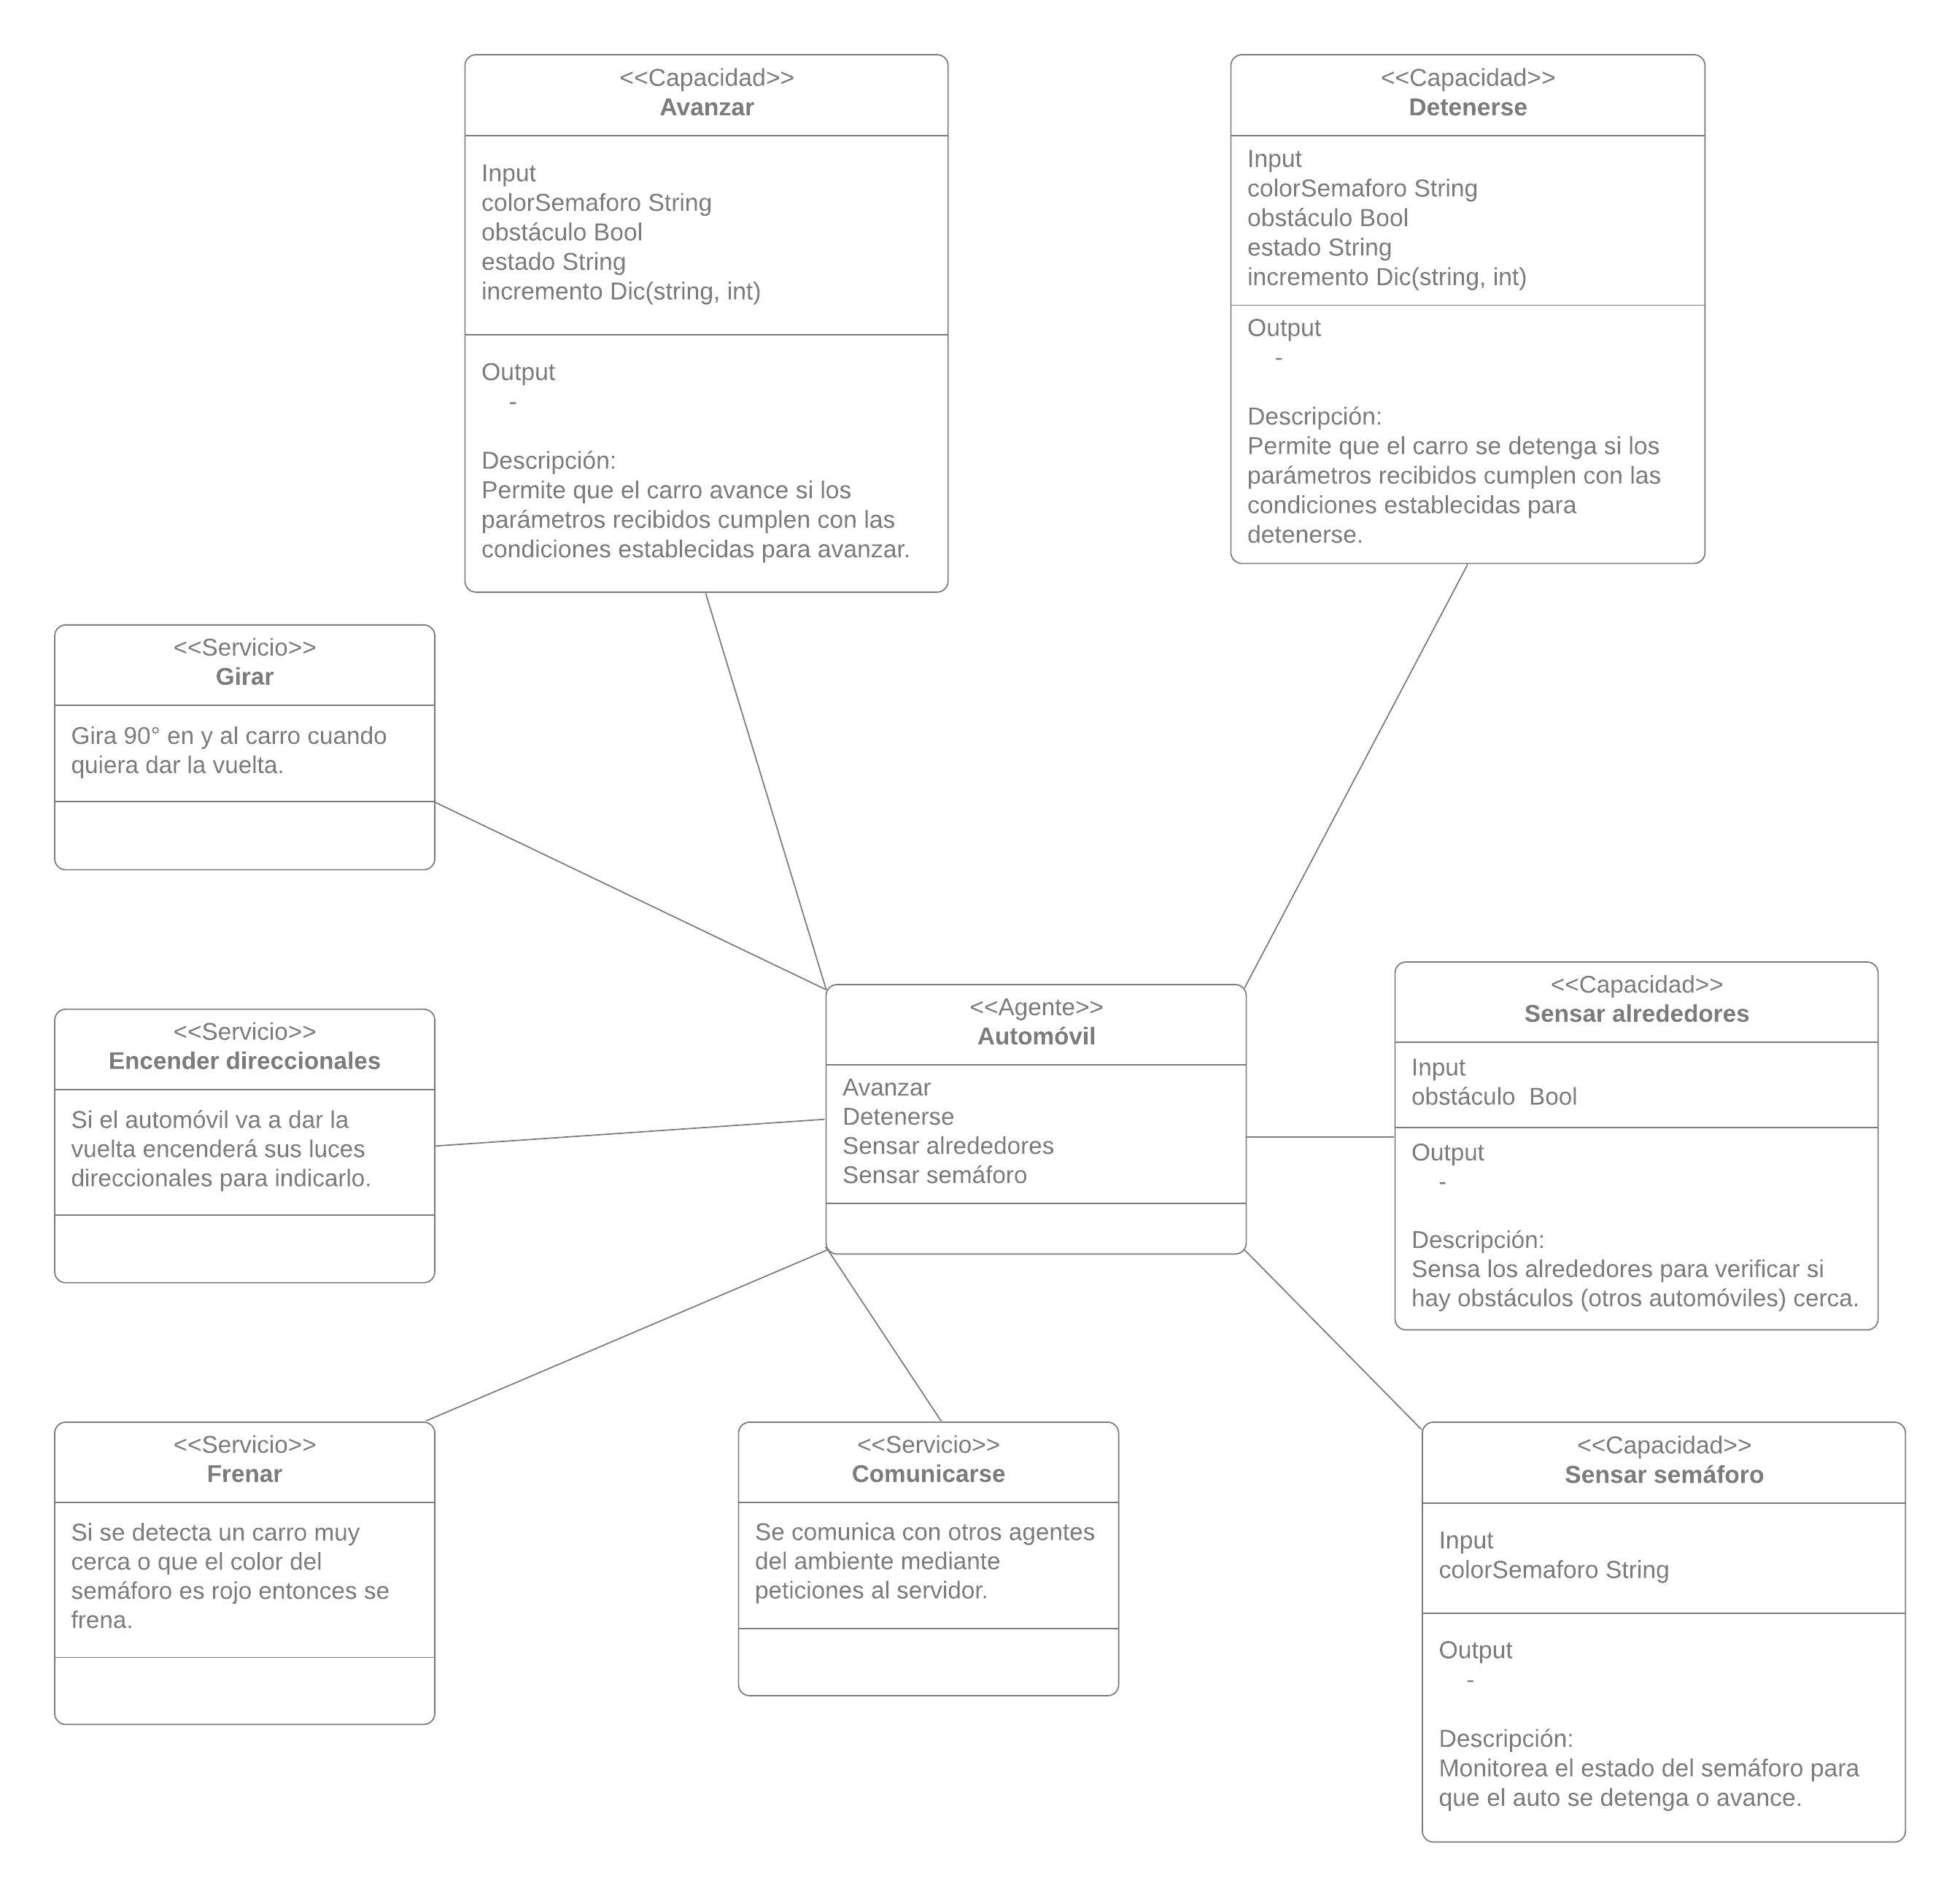 <<Capacidad>>
Avanzar
Input
colorSemaforo String
obstáculo Bool
estado String
incremento Dic(string, int)
Output
-
Descripción:
Permite que el carro avance si los
parámetros recibidos cumplen con las
condiciones establecidas para avanzar.
<<Capacidad>>
Detenerse
Input
colorSemaforo String
obstáculo Bool
estado String
incremento Dic(string, int)
Output
-
Descripción:
Permite que el carro se detenga si los
parámetros recibidos cumplen con las
condiciones establecidas para
detenerse.
<<Servicio>>
Girar
Gira 90° en y al carro cuando
quiera dar la vuelta.
<<Servicio>>
Encender direccionales
Si el automóvil va a dar la
vuelta encenderá sus luces
direccionales para indicarlo.
<<Agente>>
Automóvil
Avanzar
Detenerse
Sensar alrededores
Sensar semáforo
<<Capacidad>>
Sensar alrededores
Input
obstáculo  Bool
Output
-
Descripción:
Sensa los alrededores para verificar si
hay obstáculos (otros automóviles) cerca.
<<Servicio>>
Frenar
Si se detecta un carro muy
cerca o que el color del
semáforo es rojo entonces se
frena.
<<Servicio>>
Comunicarse
Se comunica con otros agentes
del ambiente mediante
peticiones al servidor.
<<Capacidad>>
Sensar semáforo
Input
colorSemaforo String
Output
-
Descripción:
Monitorea el estado del semáforo para
que el auto se detenga o avance.